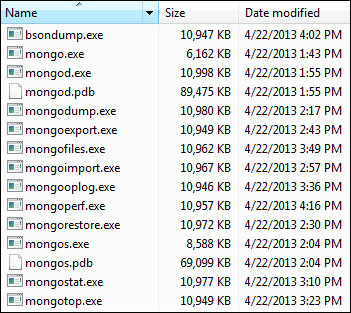 Name Size Date modified
bsondump.exe 10,947 KB 4/22/2013 4:02 PM
mongo.exe 6,162 KB 4/22/2013 1:43 PM
mongod.exe 10,998 KB 4/22/2013 1:55 PM
mongod.pdb 89,475 KB 4/22/2013 1:55 PM
mongodump.exe 10,980 KB 4/22/2013 2:17 PM
mongoexport.exe 10,949 KB 4/22/2013 2:43 PM
mongofiles.exe 10,962 KB 4/22/2013 3:49 PM
mongoimport.exe 10,967 KB 4/22/2013 2:57 PM
mongooplog.exe 10,946 KB 4/22/2013 3:36 PM
mongoperf.exe 10,957 KB 4/22/2013 4:16 PM
mongorestore.exe 10,972 KB 4/22/2013 2:30 PM
mongos.exe 8,588 KB 4/22/2013 2:04 PM
mongos.pdb 69,099 KB 4/22/2013 2:04 PM
mongostat.exe 10,977 KB 4/22/2013 3:10 PM
mongotop.exe 10,949 KB 4/22/2013 3:23 PM